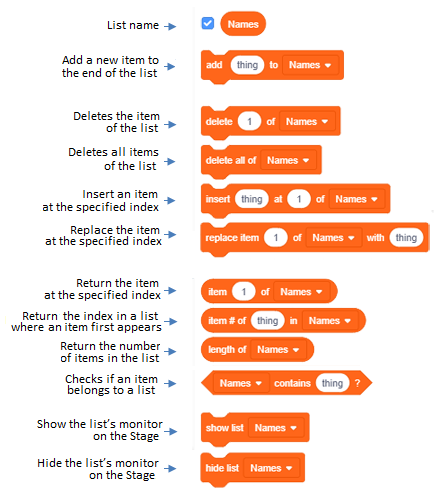 List name Names
Add a new item to
the end of the list
add thing to Names
Deletes the item
of the list
delete 1 of Names
Deletes all items
of the list
delete all of Names
Insert an item
at the specified index
insert thing at 1 of Names
Replace the item
at the specified index
replace item 1 of Names with thing
Return the item
at the specified index
item 1 of Names
Return the index in a list
where an item first appears
item # of thing in Names
Return the number
of items in the list
length of Names
Checks if an item
belongs to a list
Names contains thing ?
Show the list's monitor
on the Stage
show list Names
Hide the list's monitor
on the Stage
hide list Names